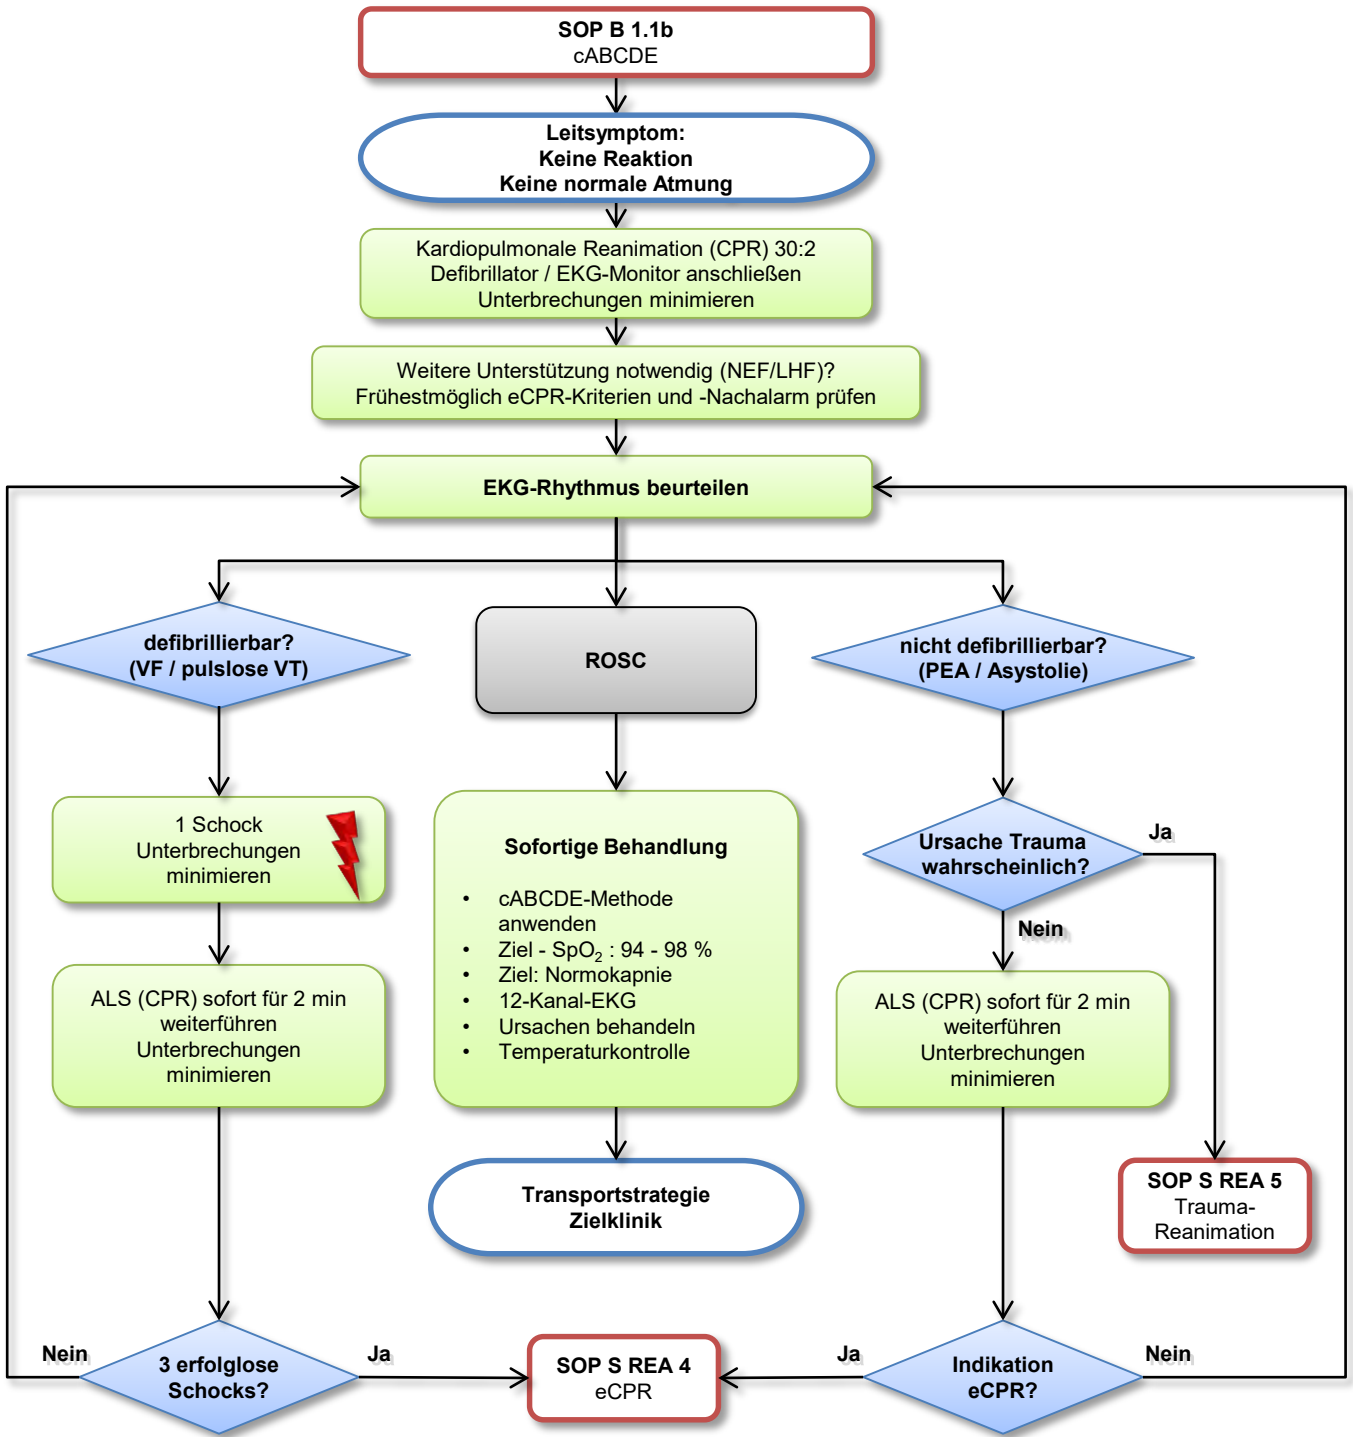 SOP B 1.1b
cABCDE
Leitsymptom:
Keine Reaktion
Keine normale Atmung
Kardiopulmonale Reanimation (CPR) 30:2
Defibrillator / EKG-Monitor anschließen
Unterbrechungen minimieren
Weitere Unterstützung notwendig (NEF/LHF)?
Frühestmöglich eCPR-Kriterien und -Nachalarm prüfen
EKG-Rhythmus beurteilen
defibrillierbar?
(VF / pulslose VT)
ROSC
nicht defibrillierbar?
(PEA / Asystolie)
1 Schock
Unterbrechungen
minimieren
Sofortige Behandlung
• cABCDE-Methode
anwenden
• Ziel - SpO₂ : 94 - 98 %
• Ziel: Normokapnie
• 12-Kanal-EKG
• Ursachen behandeln
• Temperaturkontrolle
Ursache Trauma
wahrscheinlich?
Ja
Nein
ALS (CPR) sofort für 2 min
weiterführen
Unterbrechungen
minimieren
ALS (CPR) sofort für 2 min
weiterführen
Unterbrechungen
minimieren
Transportstrategie
Zielklinik
SOP S REA 5
Trauma-
Reanimation
Nein
3 erfolglose
Schocks?
Ja
SOP S REA 4
eCPR
Ja
Indikation
eCPR?
Nein